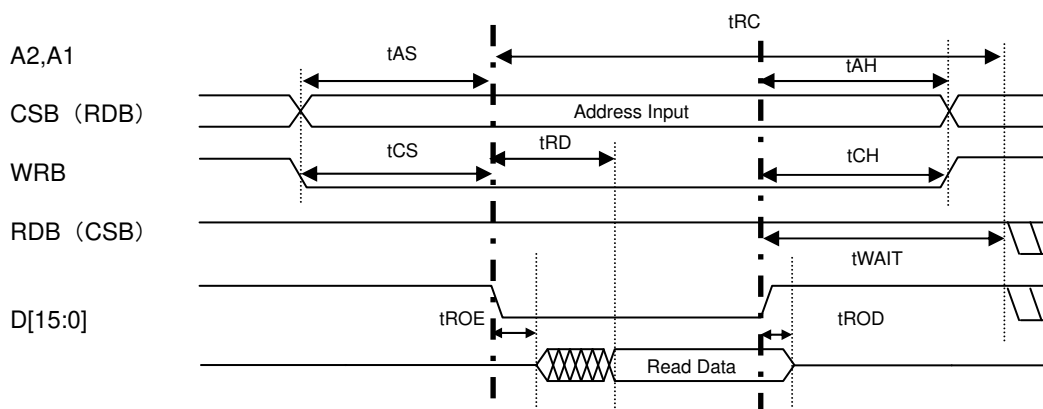 tRC
A2,A1
tAS
tAH
CSB（RDB）
Address Input
tCS
tRD
tCH
WRB
RDB（CSB）
tWAIT
D[15:0]
tROE
tROD
Read Data